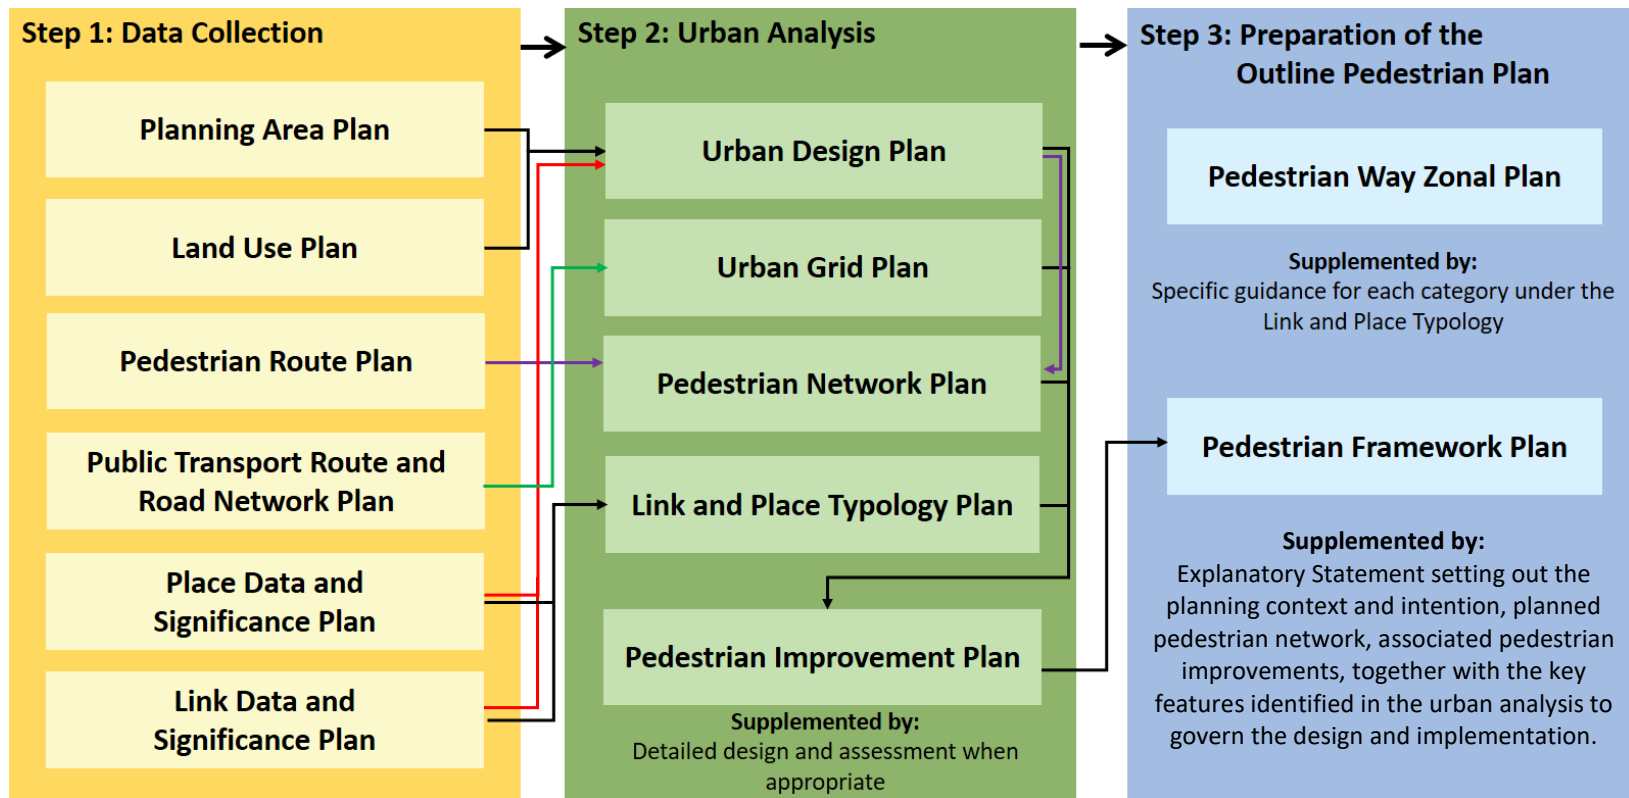 Step 1: Data Collection
Planning Area Plan
Land Use Plan
Pedestrian Route Plan
Public Transport Route and
Road Network Plan
Place Data and
Significance Plan
Link Data and
Significance Plan
Step 2: Urban Analysis
Urban Design Plan
Urban Grid Plan
Pedestrian Network Plan
Link and Place Typology Plan
Pedestrian Improvement Plan
Supplemented by:
Detailed design and assessment when
appropriate
Step 3: Preparation of the
Outline Pedestrian Plan
Pedestrian Way Zonal Plan
Supplemented by:
Specific guidance for each category under the
Link and Place Typology
Pedestrian Framework Plan
Supplemented by:
Explanatory Statement setting out the
planning context and intention, planned
pedestrian network, associated pedestrian
improvements, together with the key
features identified in the urban analysis to
govern the design and implementation.